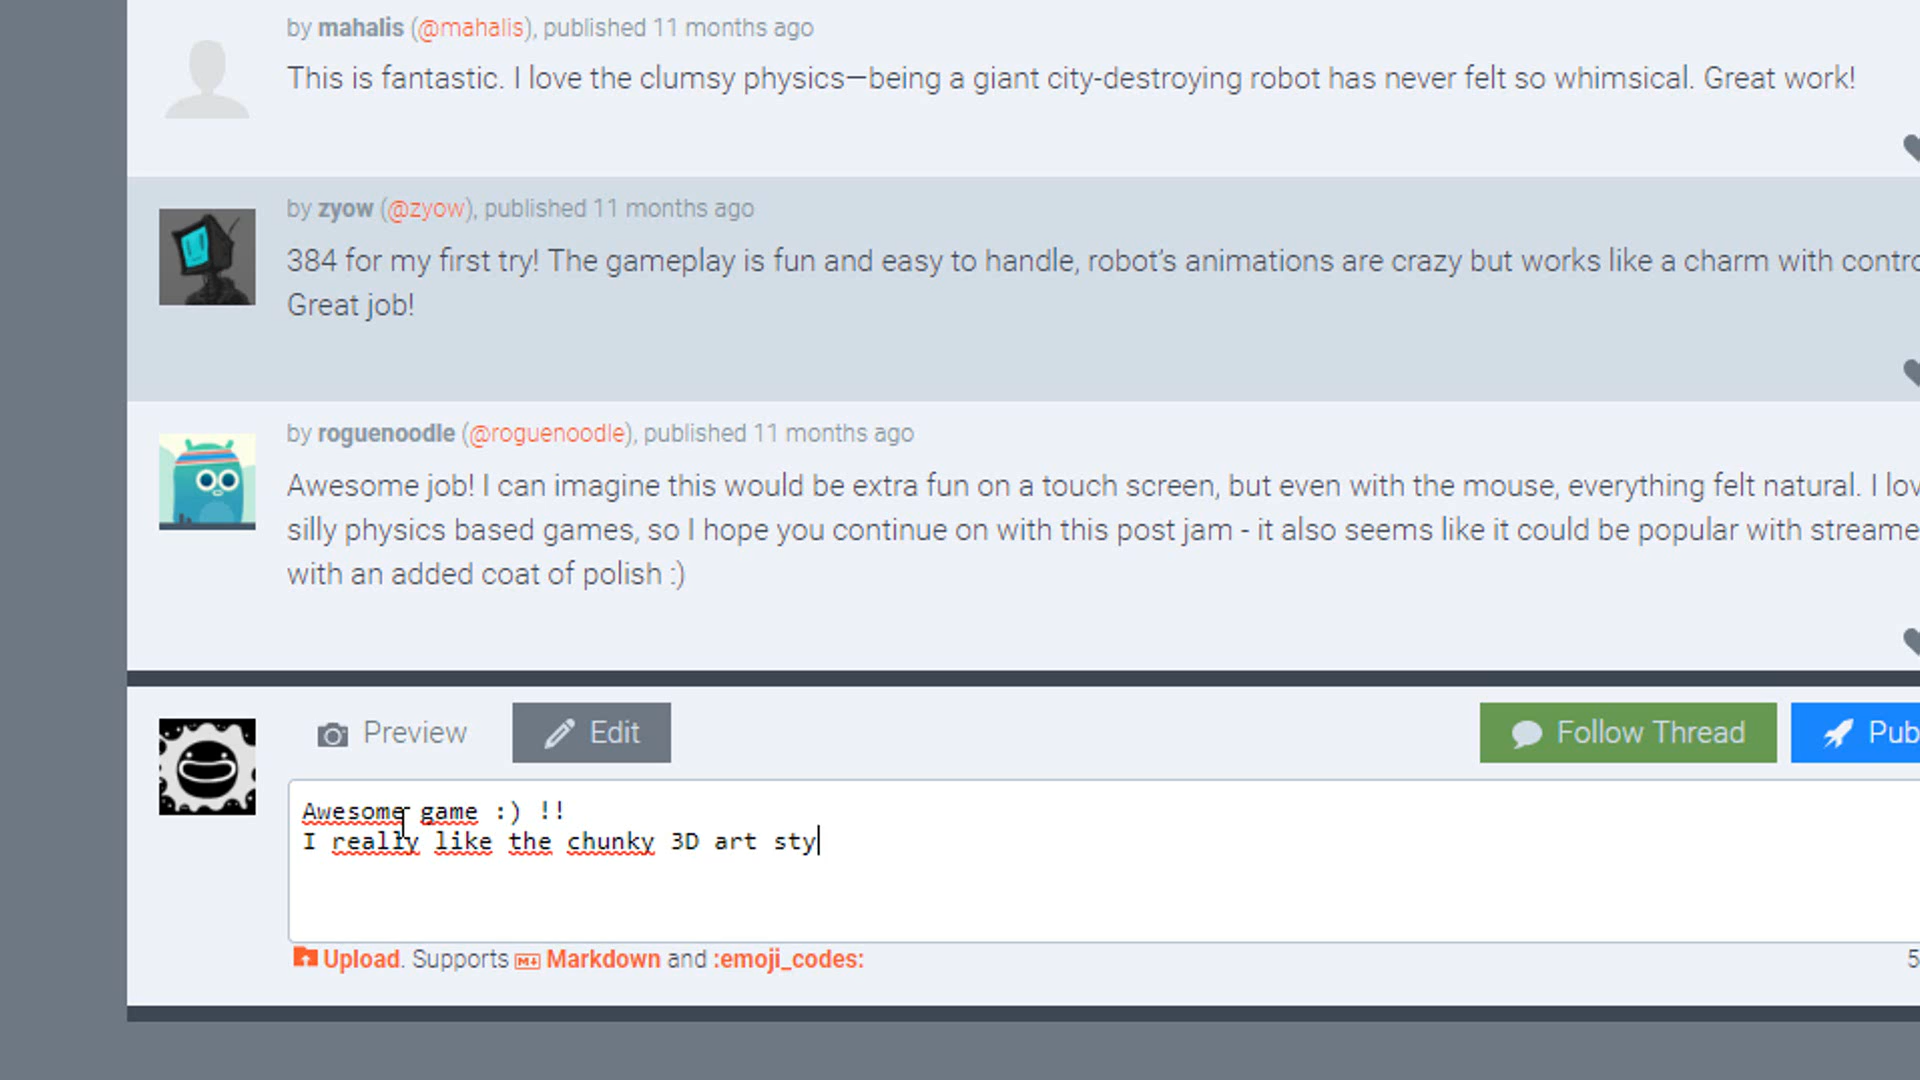 by mahalis (@mahalis), published 11 months ago
This is fantastic. I love the clumsy physics—being a giant city-destroying robot has never felt so whimsical. Great work!
by zyow (@zyow), published 11 months ago
384 for my first try! The gameplay is fun and easy to handle, robot’s animations are crazy but works like a charm with contro
Great job!
by roguenoodle (@roguenoodle), published 11 months ago
Awesome job! I can imagine this would be extra fun on a touch screen, but even with the mouse, everything felt natural. I lov
silly physics based games, so I hope you continue on with this post jam - it also seems like it could be popular with streame
with an added coat of polish :)
Preview Edit Follow Thread Pub
Awesome game :) !!
I really like the chunky 3D art sty
Upload. Supports M↓ Markdown and :emoji_codes: 5